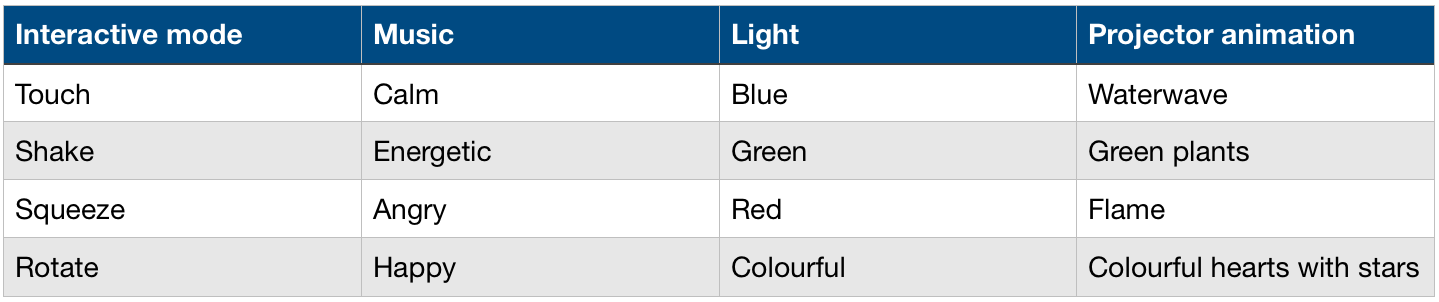 Interactive mode Music Light Projector animation
Touch Calm Blue Waterwave
Shake Energetic Green Green plants
Squeeze Angry Red Flame
Rotate Happy Colourful Colourful hearts with stars